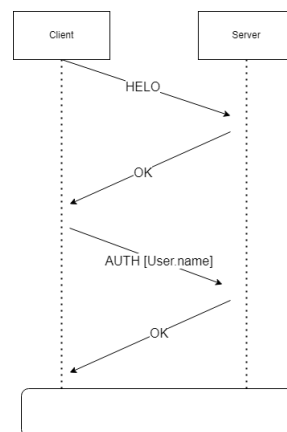 Client
Server
HELO
OK
AUTH [User.name]
OK